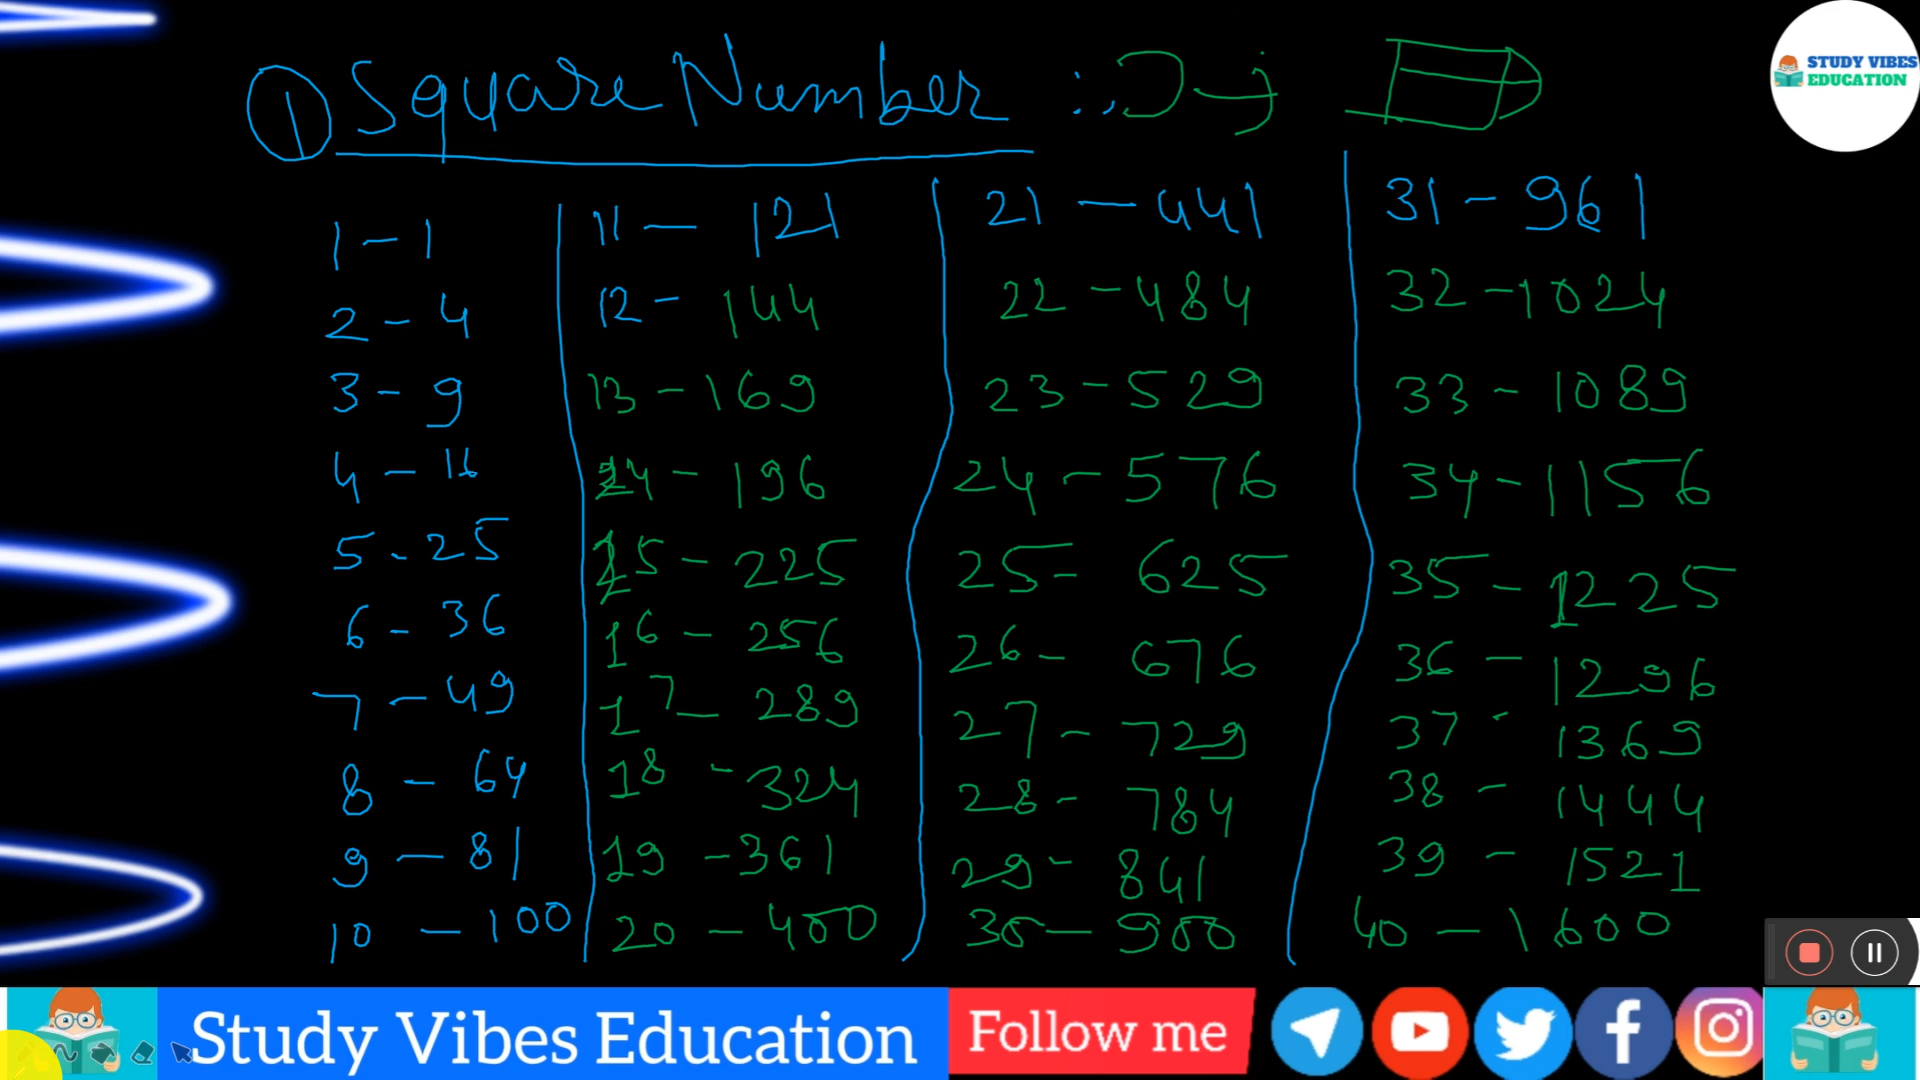 ① Square Number :
STUDY VIBES
EDUCATION
1 - 1
2 - 4
3 - 9
4 - 16
5 - 25
6 - 36
7 - 49
8 - 64
9 - 81
10 - 100
11 - 121
12 - 144
13 - 169
14 - 196
15 - 225
16 - 256
17 - 289
18 - 324
19 - 361
20 - 400
21 - 441
22 - 484
23 - 529
24 - 576
25 - 625
26 - 676
27 - 729
28 - 784
29 - 841
30 - 900
31 - 961
32 - 1024
33 - 1089
34 - 1156
35 - 1225
36 - 1296
37 - 1369
38 - 1444
39 - 1521
40 - 1600
Study Vibes Education
Follow me